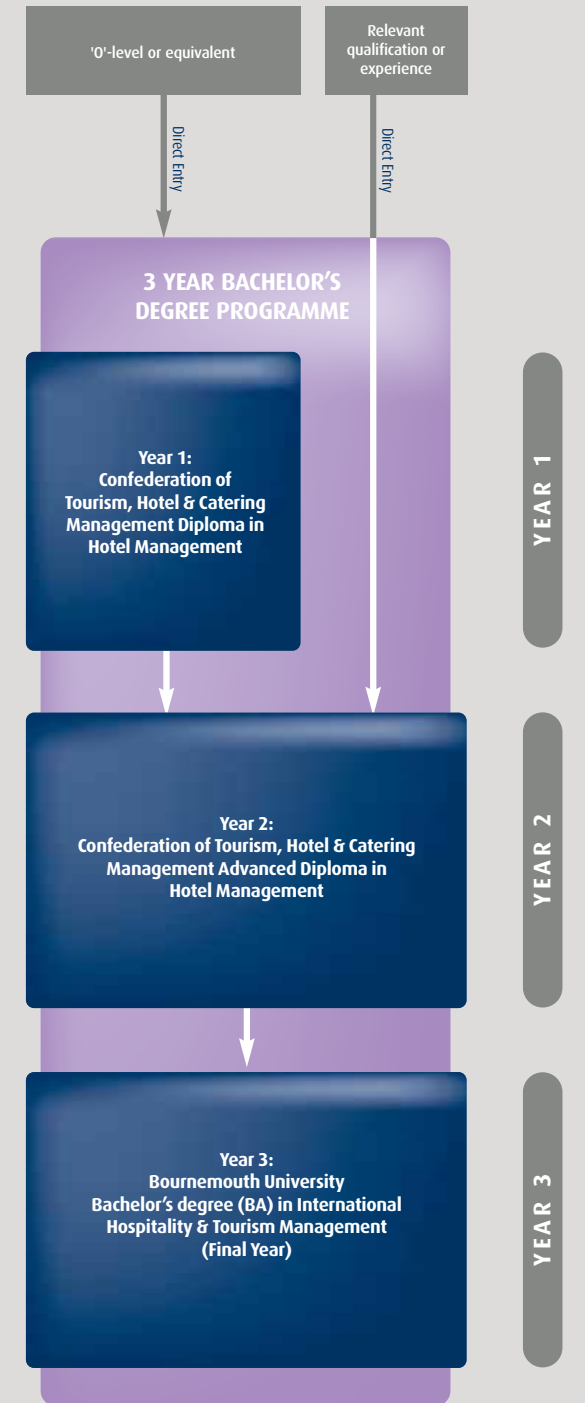 'O'-level or equivalent
Relevant
qualification or
experience
Direct Entry
Direct Entry
3 YEAR BACHELOR'S
DEGREE PROGRAMME
Year 1:
Confederation of
Tourism, Hotel & Catering
Management Diploma in
Hotel Management
YEAR 1
Year 2:
Confederation of Tourism, Hotel & Catering
Management Advanced Diploma in
Hotel Management
YEAR 2
Year 3:
Bournemouth University
Bachelor's degree (BA) in International
Hospitality & Tourism Management
(Final Year)
YEAR 3